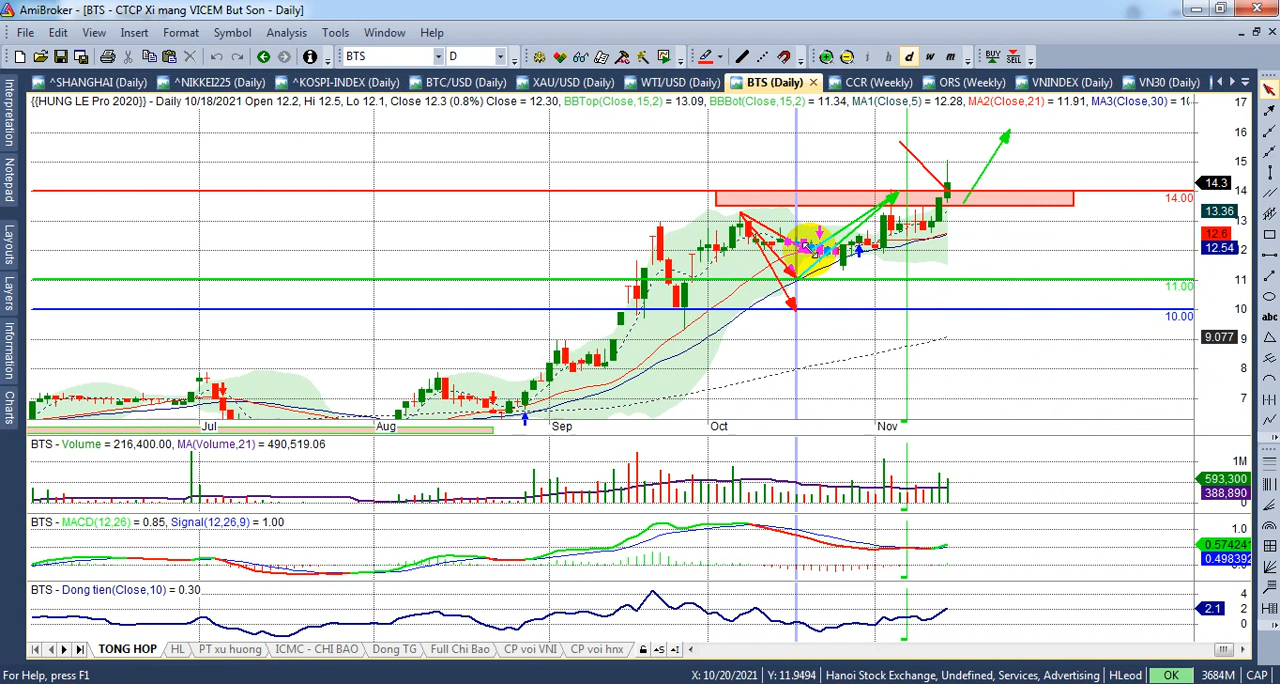 AmiBroker - [BTS - CTCP Xi mang VICEM But Son - Daily]
File Edit View Insert Format Symbol Analysis Tools Window Help
BTS D d w m BUY SELL
^SHANGHAI (Daily) ^NIKKEI225 (Daily) ^KOSPI-INDEX (Daily) BTC/USD (Daily) XAU/USD (Daily) WTI/USD (Daily) BTS (Daily) CCR (Weekly) ORS (Weekly) VNINDEX (Daily) VN30 (Daily)
{{HUNG LE Pro 2020}} - Daily 10/18/2021 Open 12.2, Hi 12.5, Lo 12.1, Close 12.3 (0.8%) Close = 12.30, BBTop(Close,15,2) = 13.09, BBBot(Close,15,2) = 11.34, MA1(Close,5) = 12.28, MA2(Close,21) = 11.91, MA3(Close,30) =
Interpretation
Notepad
Layouts
Layers
Information
Charts
17
16
15
14.3
14
14.00
13.36
13
12.6
12.54
12
11
11.00
10
10.00
9.077
9
8
7
Jul Aug Sep Oct Nov
abc
BTS - Volume = 216,400.00, MA(Volume,15) = 490,519.06
1M
593,300
388,890
0
BTS - MACD(12,26) = 0.85, Signal(12,26,9) = 1.00
1.0
0.574241
0.498392
BTS - Dong tien(Close,10) = 0.30
4
2.1
2
0
TONG HOP HL PT xu huong ICMC - CHI BAO Dong TG Full Chi Bao CP voi VNI CP voi hnx
For Help, press F1 X: 10/20/2021 Y: 11.9494 Hanoi Stock Exchange, Undefined, Services, Advertising HLeod OK 3684M CAP